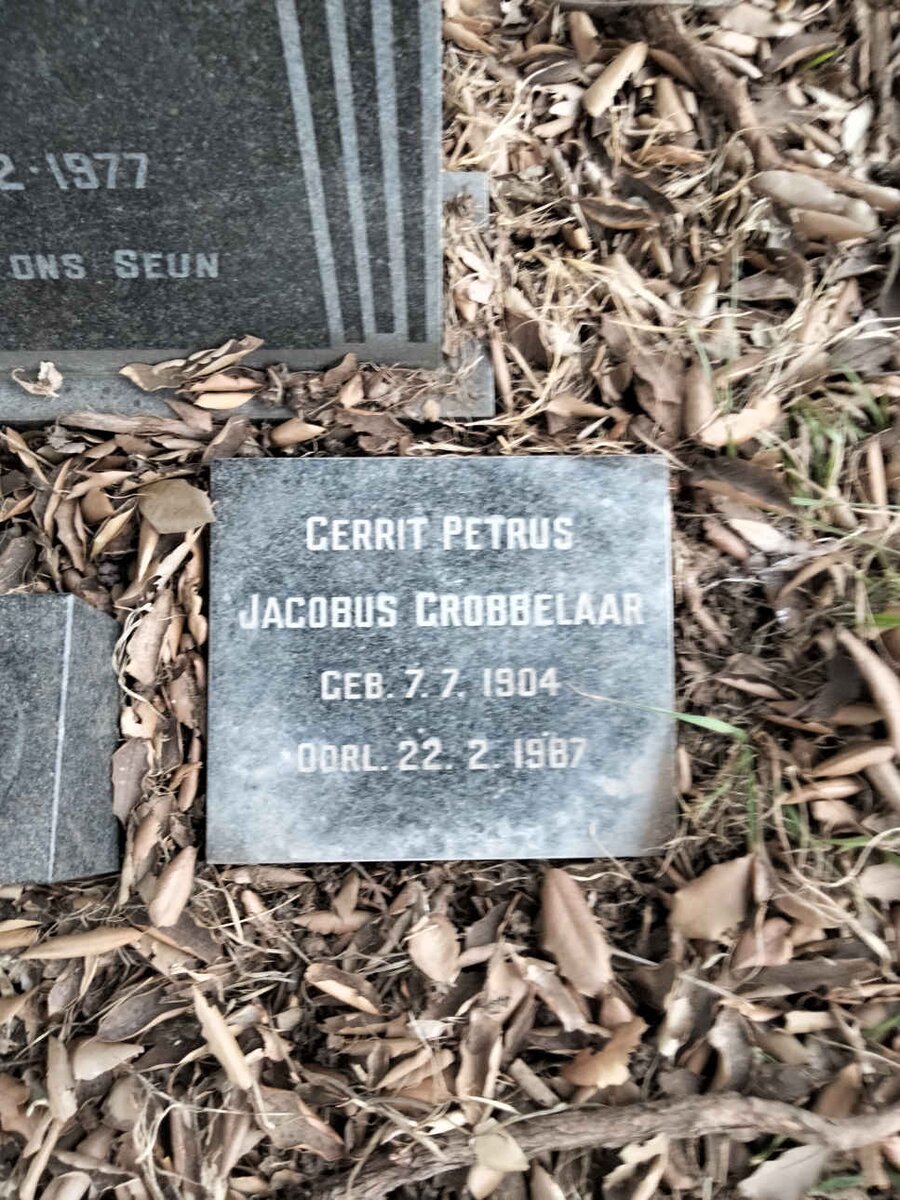 2·1977
ONS SEUN
GERRIT PETRUS
JACOBUS GROBBELAAR
GEB. 7. 7. 1904
OORL. 22. 2. 1987